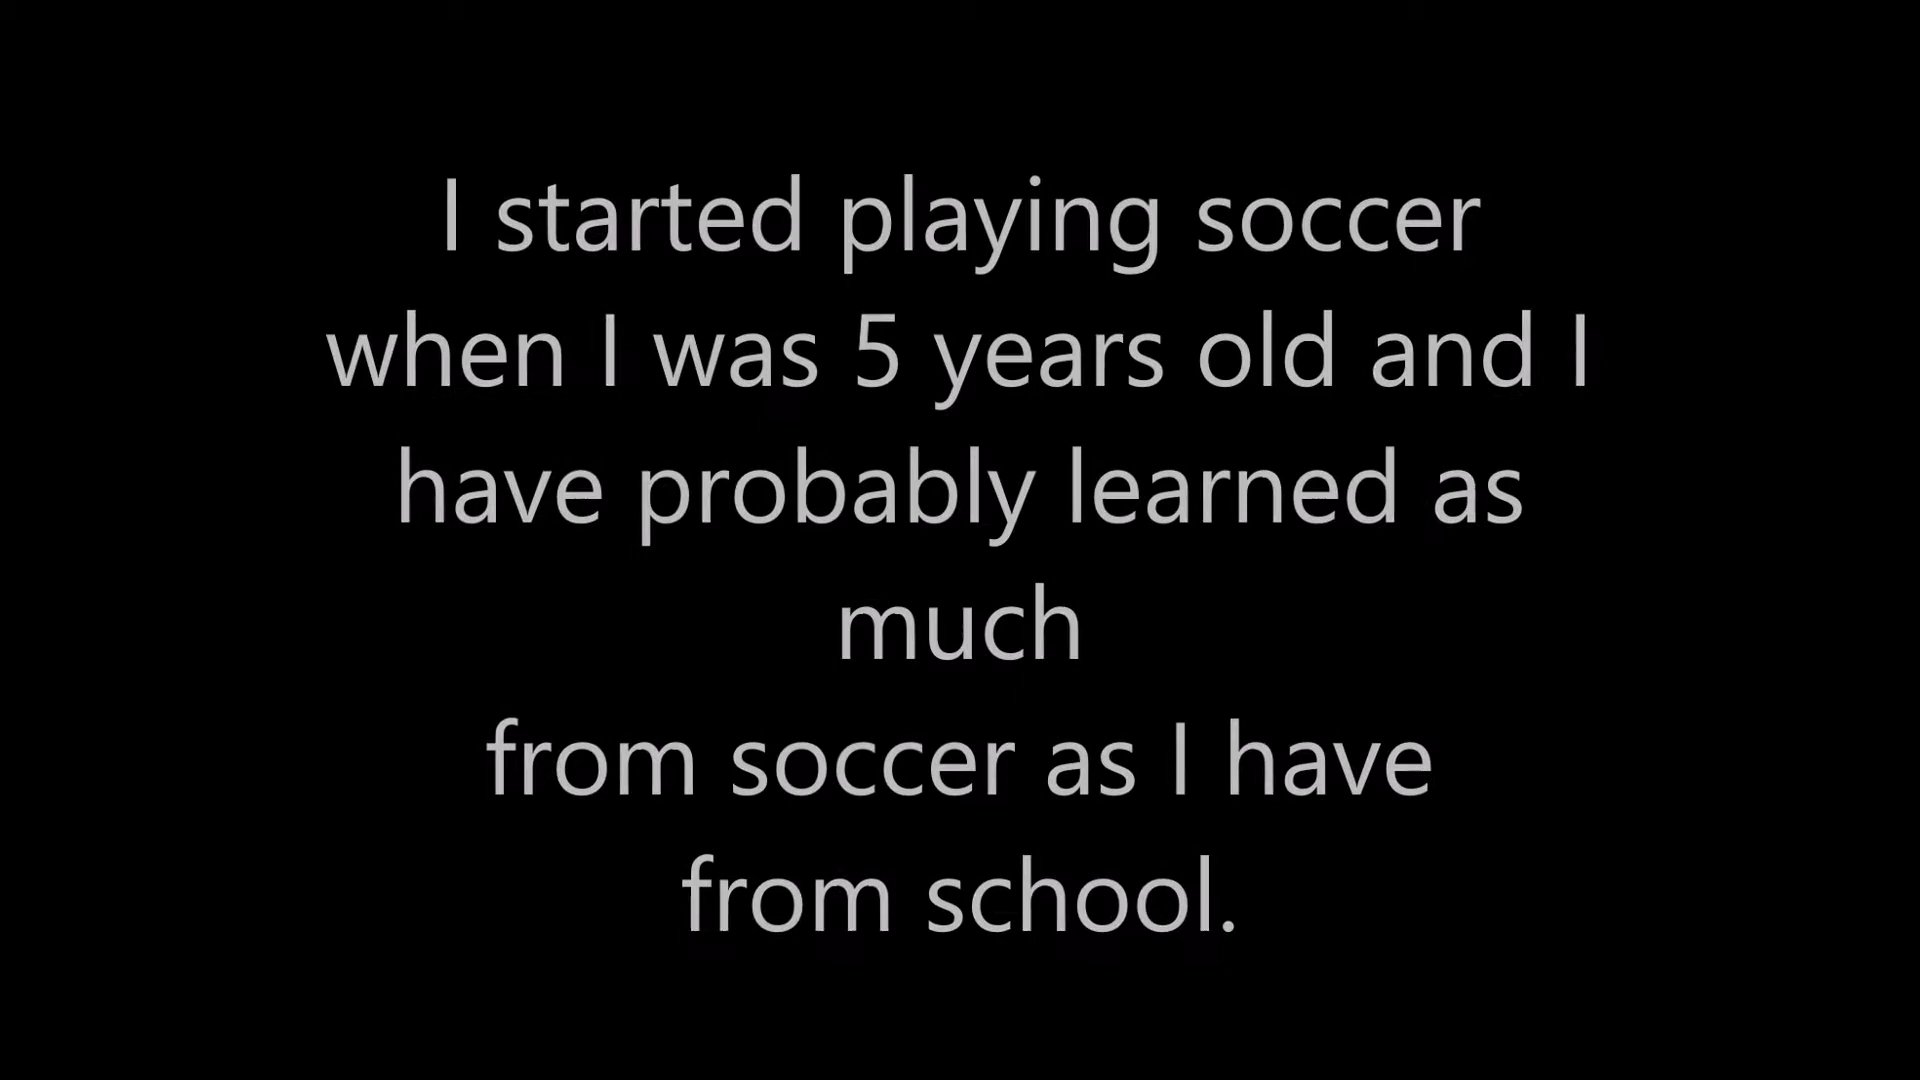 I started playing soccer
when I was 5 years old and I
have probably learned as
much
from soccer as I have
from school.